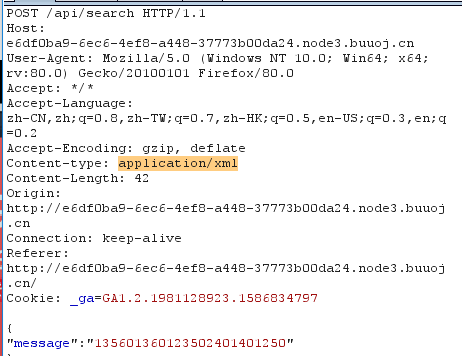 POST /api/search HTTP/1.1
Host:
e6df0ba9-6ec6-4ef8-a448-37773b00da24.node3.buuoj.cn
User-Agent: Mozilla/5.0 (Windows NT 10.0; Win64; x64;
rv:80.0) Gecko/20100101 Firefox/80.0
Accept: */*
Accept-Language:
zh-CN,zh;q=0.8,zh-TW;q=0.7,zh-HK;q=0.5,en-US;q=0.3,en;q
=0.2
Accept-Encoding: gzip, deflate
Content-type: application/xml
Content-Length: 42
Origin:
http://e6df0ba9-6ec6-4ef8-a448-37773b00da24.node3.buuoj
.cn
Connection: keep-alive
Referer:
http://e6df0ba9-6ec6-4ef8-a448-37773b00da24.node3.buuoj
.cn/
Cookie: _ga=GA1.2.1981128923.1586834797
{
"message":"135601360123502401401250"
}